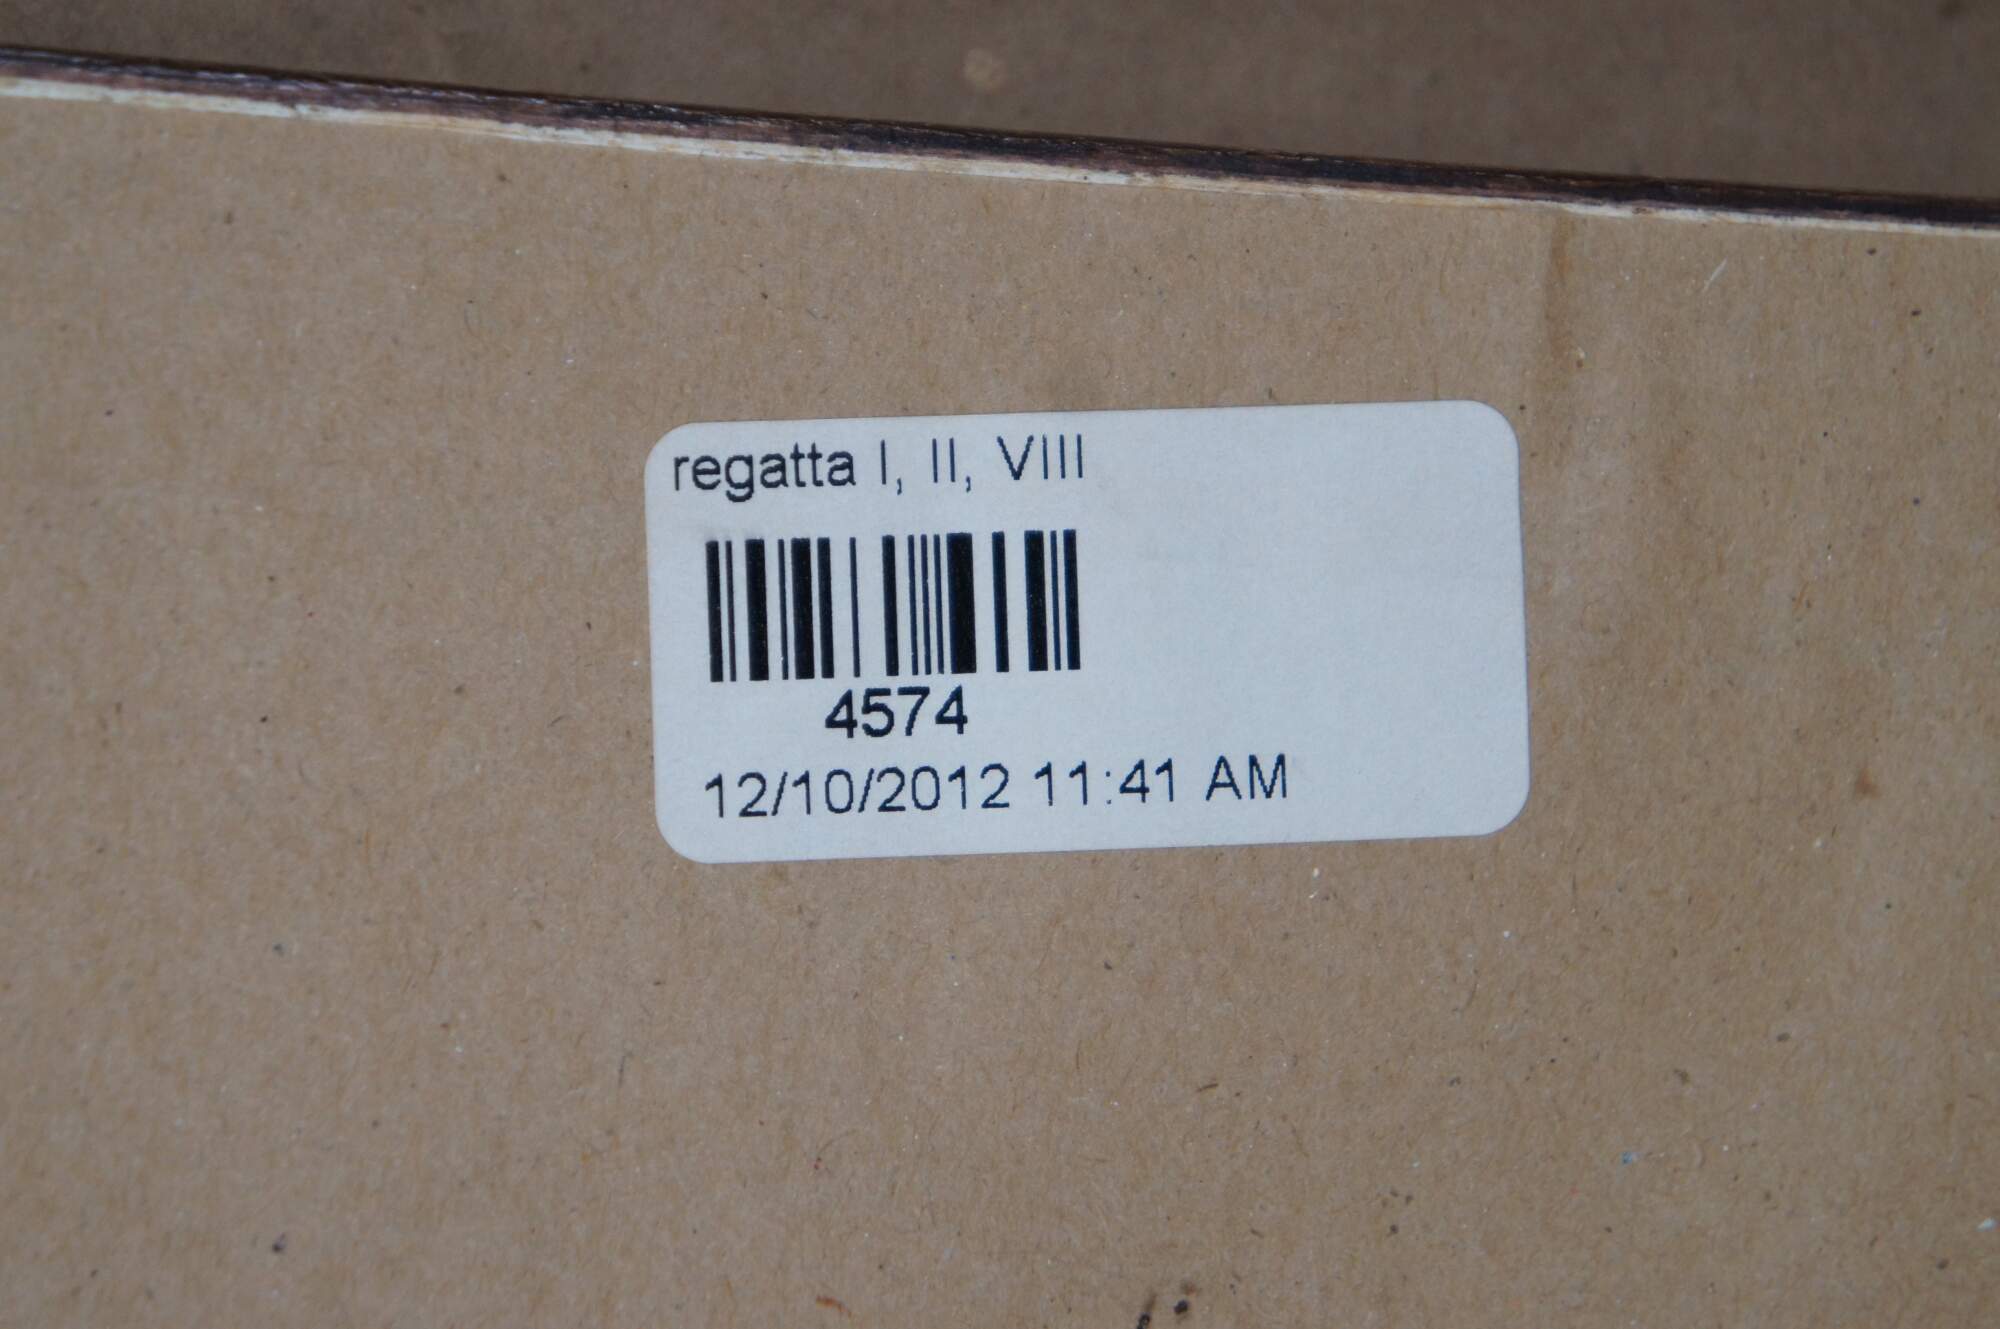 regatta I, II, VIII
4574
12/10/2012 11:41 AM